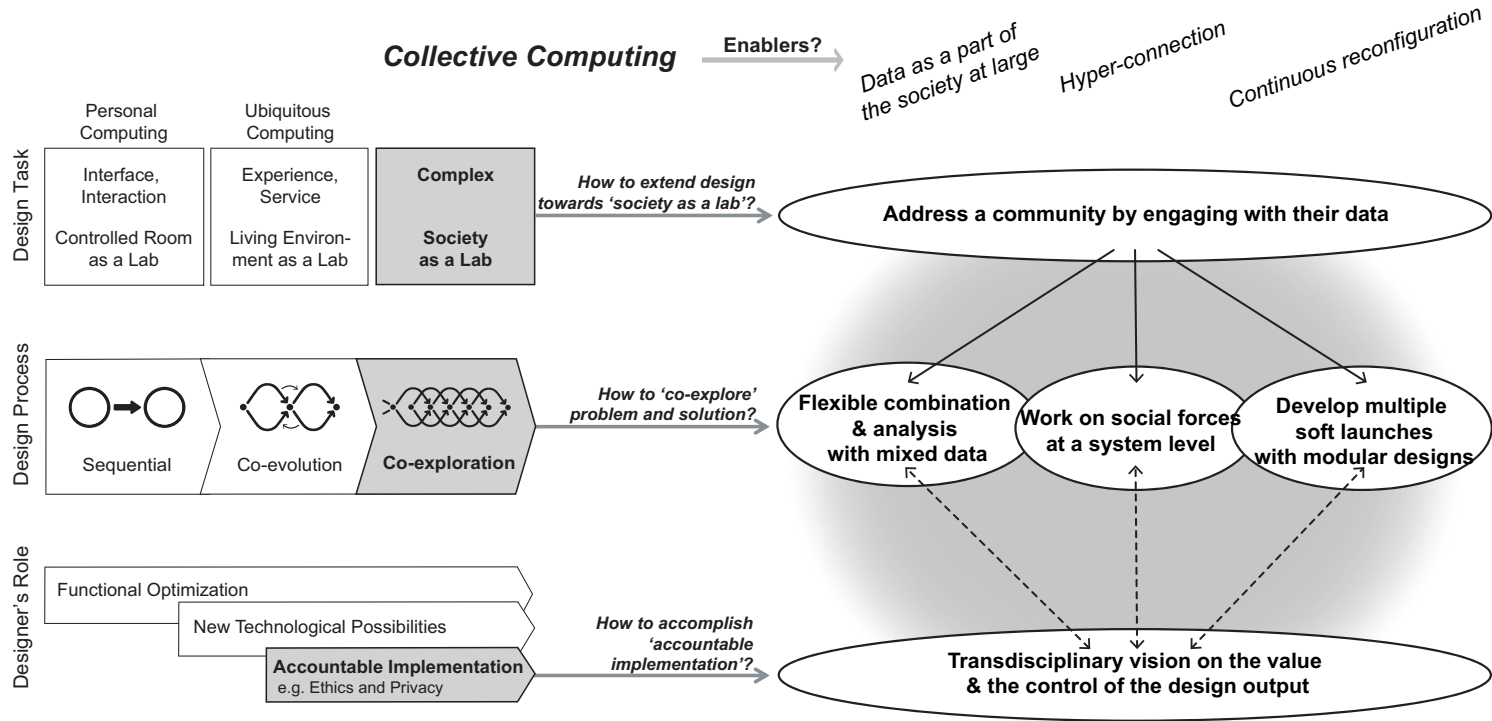 Collective Computing
Enablers?
Data as a part of
the society at large
Hyper-connection
Continuous reconfiguration
Personal
Computing
Ubiquitous
Computing
Design Task
Interface,
Interaction
Controlled Room
as a Lab
Experience,
Service
Living Environ-
ment as a Lab
Complex
Society
as a Lab
How to extend design
towards ‘society as a lab’?
Address a community by engaging with their data
Design Process
Sequential
Co-evolution
Co-exploration
How to ‘co-explore’
problem and solution?
Flexible combination
& analysis
with mixed data
Work on social forces
at a system level
Develop multiple
soft launches
with modular designs
Designer’s Role
Functional Optimization
New Technological Possibilities
Accountable Implementation
e.g. Ethics and Privacy
How to accomplish
‘accountable
implementation’?
Transdisciplinary vision on the value
& the control of the design output